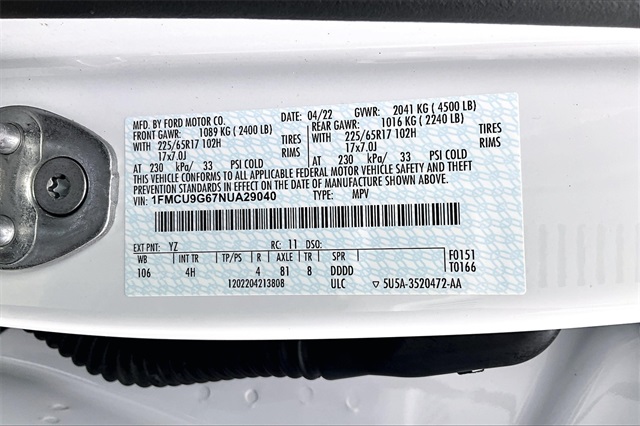 MFD. BY FORD MOTOR CO. DATE: 04/22 GVWR: 2041 KG ( 4500 LB)
FRONT GAWR: 1089 KG ( 2400 LB) REAR GAWR: 1016 KG ( 2240 LB)
WITH 225/65R17 102H TIRES WITH 225/65R17 102H TIRES
17x7.0J RIMS 17x7.0J RIMS
AT 230 kPa/ 33 PSI COLD AT 230 kPa/ 33 PSI COLD
THIS VEHICLE CONFORMS TO ALL APPLICABLE FEDERAL MOTOR VEHICLE SAFETY AND THEFT
PREVENTION STANDARDS IN EFFECT ON THE DATE OF MANUFACTURE SHOWN ABOVE.
VIN: 1FMCU9G67NUA29040 TYPE: MPV
EXT PNT: YZ RC: 11 DSO: F0151
WB INT TR TP/PS R AXLE TR SPR T0166
106 4H 4 81 8 DDDD
1202204213808 ULC ▽ 5U5A-3520472-AA